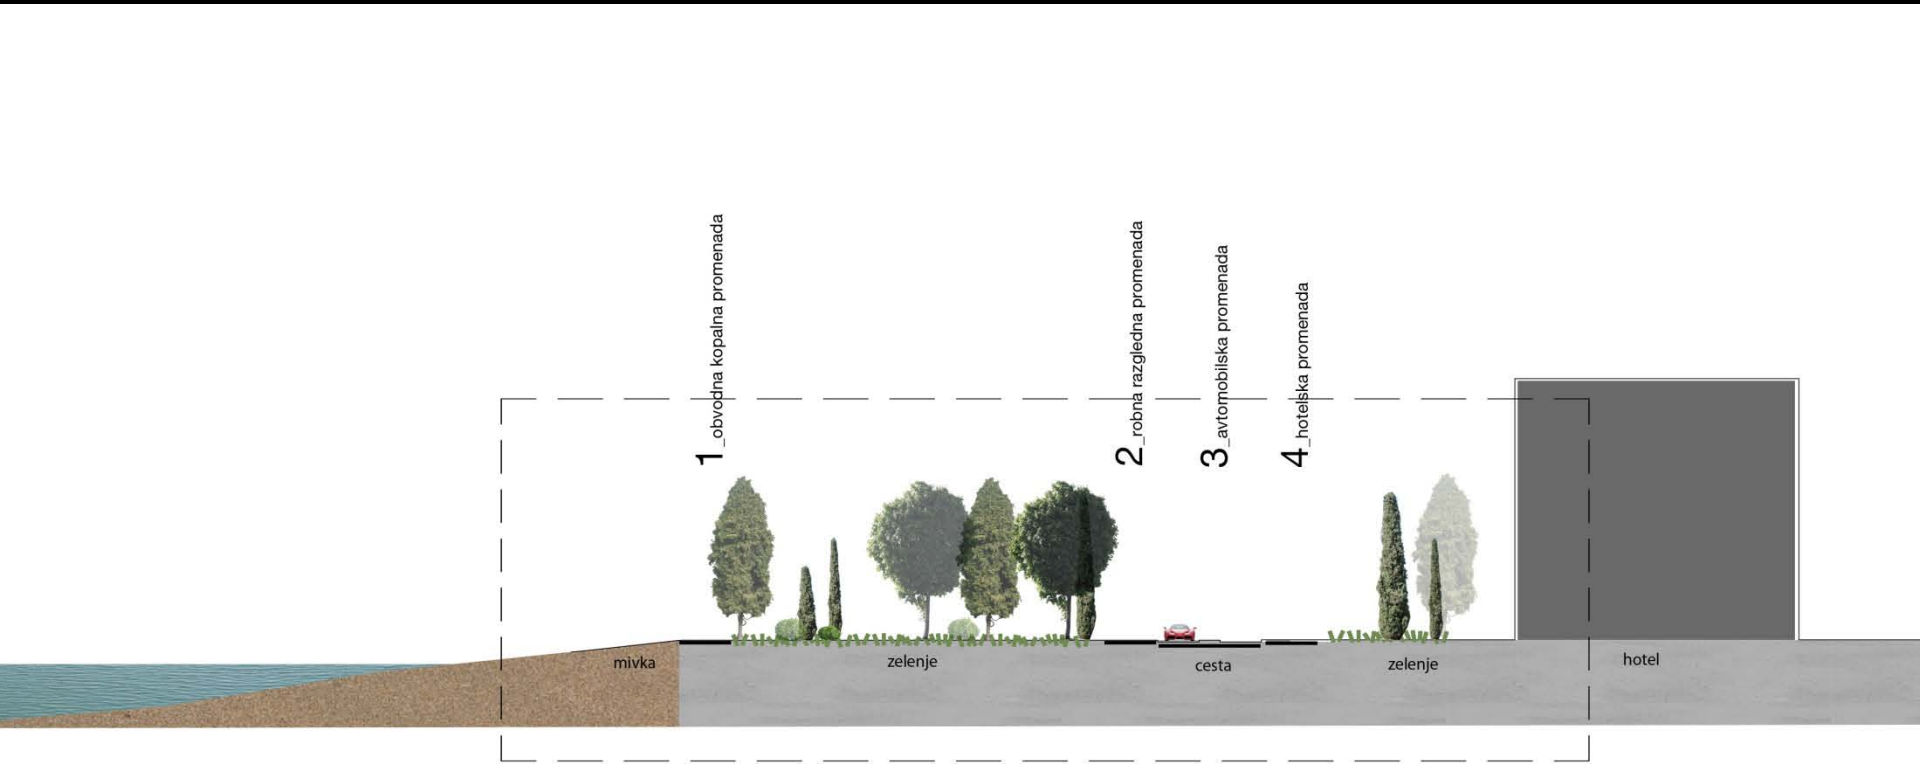 1_obvodna kopalna promenada
2_robna razgledna promenada
3_avtomobilska promenada
4_hotelska promenada
mivka
zelenje
cesta
zelenje
hotel